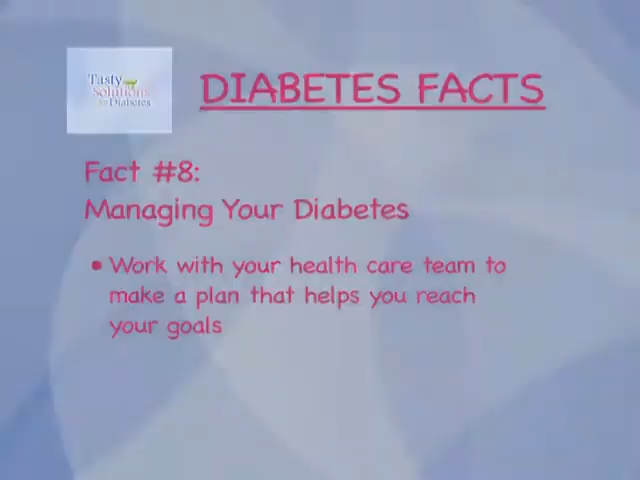 Tasty
Solutions
for Diabetes
DIABETES FACTS
Fact #8:
Managing Your Diabetes
• Work with your health care team to
make a plan that helps you reach
your goals